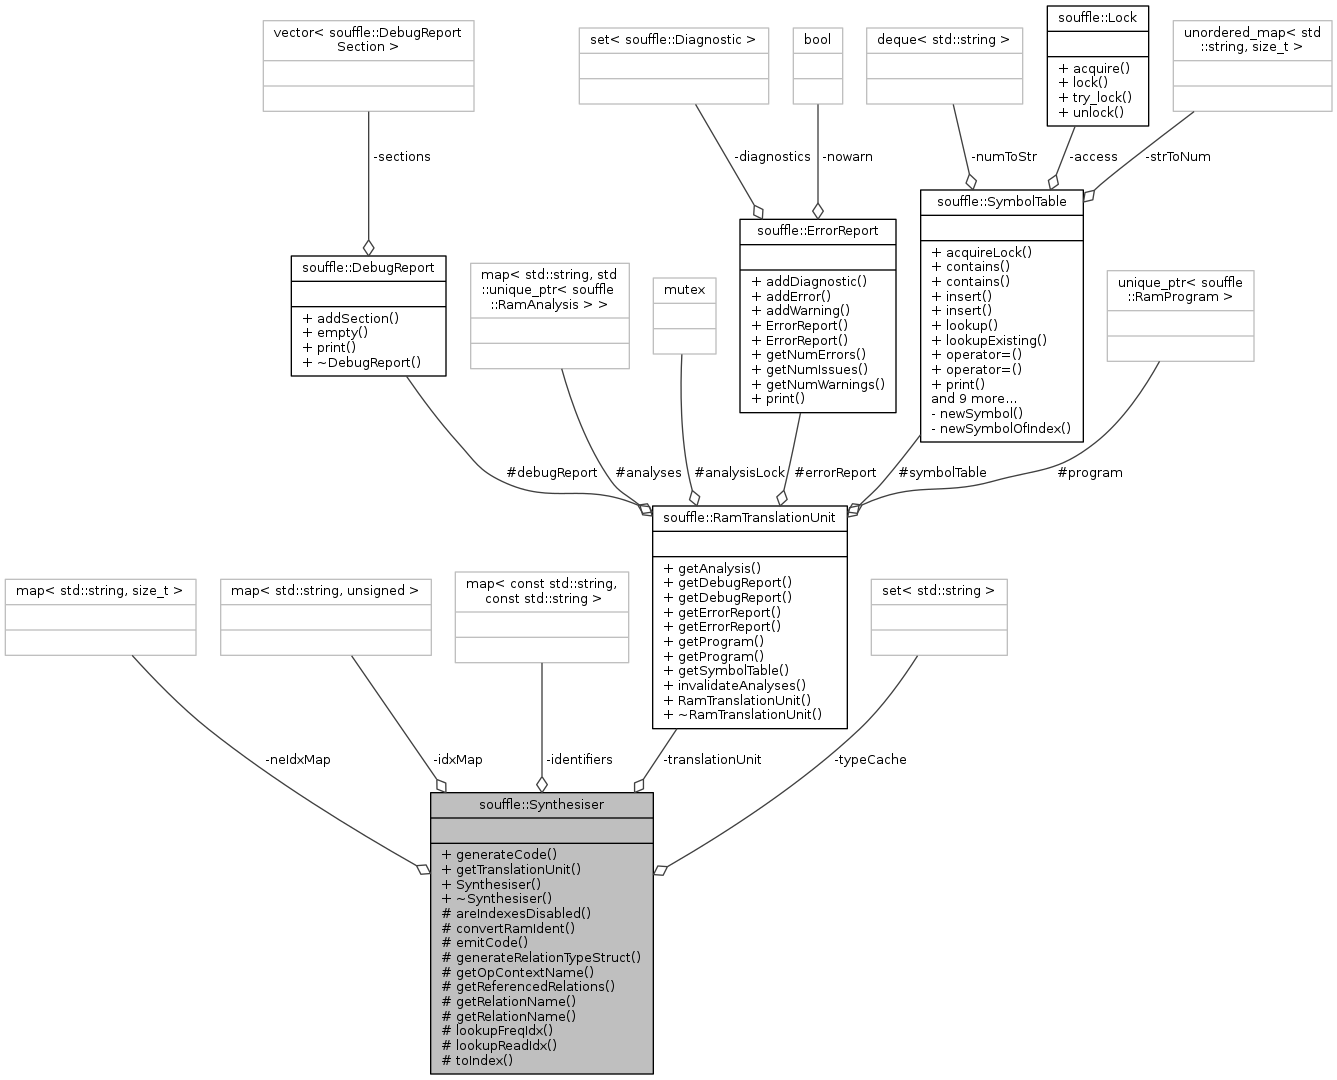 souffle::Lock
+ acquire()
+ lock()
+ try_lock()
+ unlock()
vector< souffle::DebugReport
Section >
set< souffle::Diagnostic >
bool
deque< std::string >
unordered_map< std
::string, size_t >
-sections
-diagnostics
-nowarn
-numToStr
-access
-strToNum
souffle::SymbolTable
+ acquireLock()
+ contains()
+ contains()
+ insert()
+ insert()
+ lookup()
+ lookupExisting()
+ operator=()
+ operator=()
+ print()
and 9 more...
- newSymbol()
- newSymbolOfIndex()
souffle::ErrorReport
+ addDiagnostic()
+ addError()
+ addWarning()
+ ErrorReport()
+ ErrorReport()
+ getNumErrors()
+ getNumIssues()
+ getNumWarnings()
+ print()
souffle::DebugReport
+ addSection()
+ empty()
+ print()
+ ~DebugReport()
map< std::string, std
::unique_ptr< souffle
::RamAnalysis > >
mutex
unique_ptr< souffle
::RamProgram >
#debugReport
#analyses
#analysisLock
#errorReport
#symbolTable
#program
souffle::RamTranslationUnit
+ getAnalysis()
+ getDebugReport()
+ getDebugReport()
+ getErrorReport()
+ getErrorReport()
+ getProgram()
+ getProgram()
+ getSymbolTable()
+ invalidateAnalyses()
+ RamTranslationUnit()
+ ~RamTranslationUnit()
map< std::string, size_t >
map< std::string, unsigned >
map< const std::string,
const std::string >
set< std::string >
-neIdxMap
-idxMap
-identifiers
-translationUnit
-typeCache
souffle::Synthesiser
+ generateCode()
+ getTranslationUnit()
+ Synthesiser()
+ ~Synthesiser()
# areIndexesDisabled()
# convertRamIdent()
# emitCode()
# generateRelationTypeStruct()
# getOpContextName()
# getReferencedRelations()
# getRelationName()
# getRelationName()
# lookupFreqIdx()
# lookupReadIdx()
# toIndex()